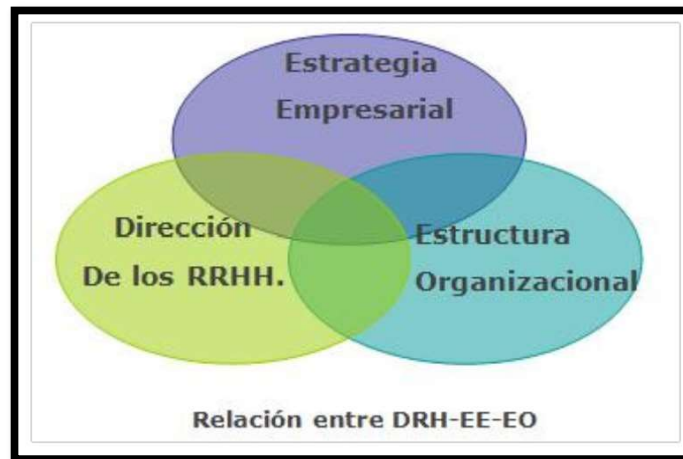 Estrategia
Empresarial
Dirección
De los RRHH.
Estructura
Organizacional
Relación entre DRH-EE-EO